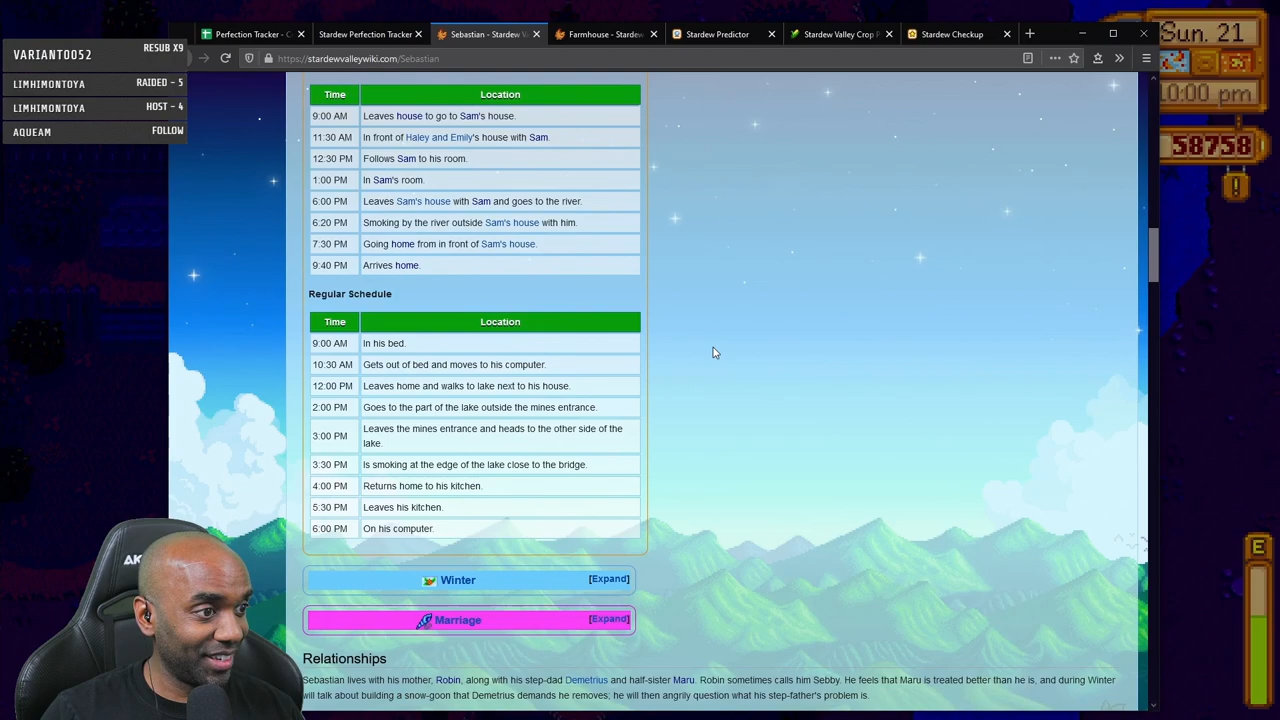 VARIANT0052 RESUB X9
LIMHIMONTOYA RAIDED - 5
LIMHIMONTOYA HOST - 4
AQUEAM FOLLOW
Perfection Tracker - C
Stardew Perfection Tracker
Sebastian - Stardew V
Farmhouse - Stardew
Stardew Predictor
Stardew Valley Crop P
Stardew Checkup
https://stardewvalleywiki.com/Sebastian
Sun. 21
10:00 pm
58758
Time Location
9:00 AM Leaves house to go to Sam's house.
11:30 AM In front of Haley and Emily's house with Sam.
12:30 PM Follows Sam to his room.
1:00 PM In Sam's room.
6:00 PM Leaves Sam's house with Sam and goes to the river.
6:20 PM Smoking by the river outside Sam's house with him.
7:30 PM Going home from in front of Sam's house.
9:40 PM Arrives home.
Regular Schedule
Time Location
9:00 AM In his bed.
10:30 AM Gets out of bed and moves to his computer.
12:00 PM Leaves home and walks to lake next to his house.
2:00 PM Goes to the part of the lake outside the mines entrance.
3:00 PM Leaves the mines entrance and heads to the other side of the
lake.
3:30 PM Is smoking at the edge of the lake close to the bridge.
4:00 PM Returns home to his kitchen.
5:30 PM Leaves his kitchen.
6:00 PM On his computer.
Winter [Expand]
Marriage [Expand]
Relationships
Sebastian lives with his mother, Robin, along with his step-dad Demetrius and half-sister Maru. Robin sometimes calls him Sebby. He feels that Maru is treated better than he is, and during Winter
will talk about building a snow-goon that Demetrius demands he removes; he will then angrily question what his step-father's problem is.
E
AK